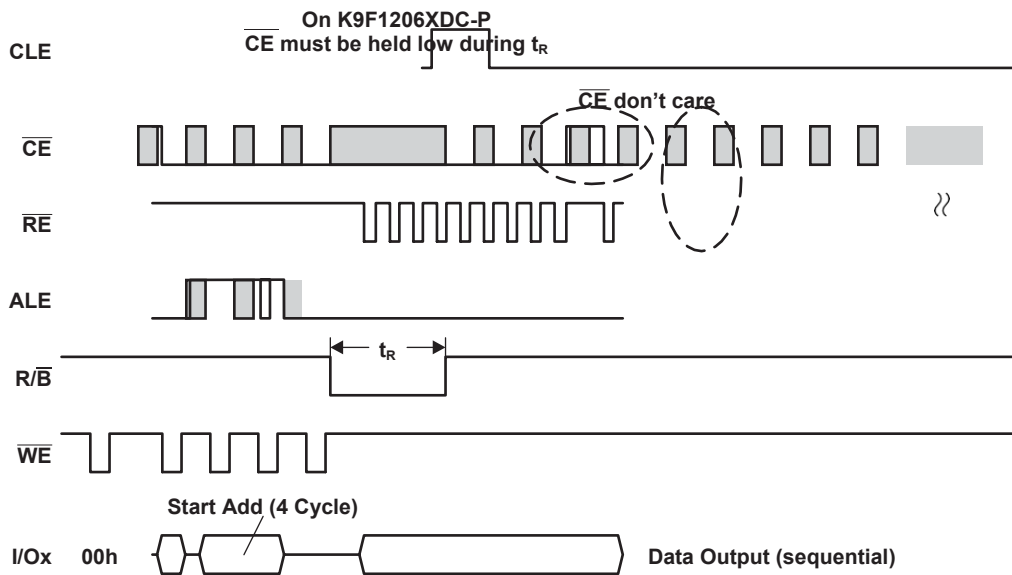 On K9F1206XDC-P
CE must be held low during tR
CLE
CE don't care
CE
RE
ALE
tR
R/B
WE
Start Add (4 Cycle)
I/Ox 00h Data Output (sequential)